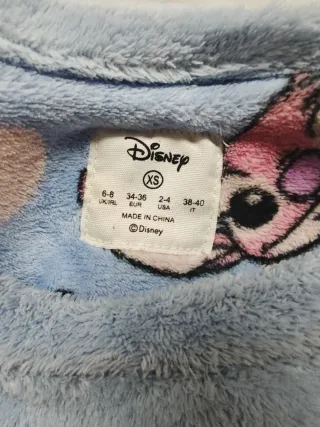 Disney
XS
6-8 34-36 2-4 38-40
UK/IRL EUR USA IT
MADE IN CHINA
©Disney